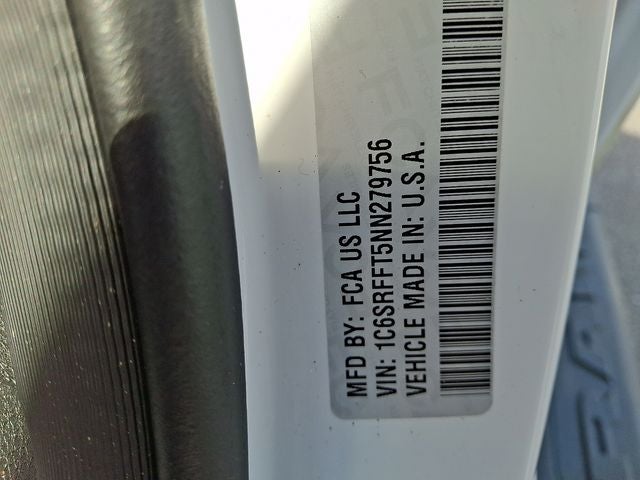 MFD BY: FCA US LLC
VIN: 1C6SRFFT5NN279756
VEHICLE MADE IN: U.S.A.